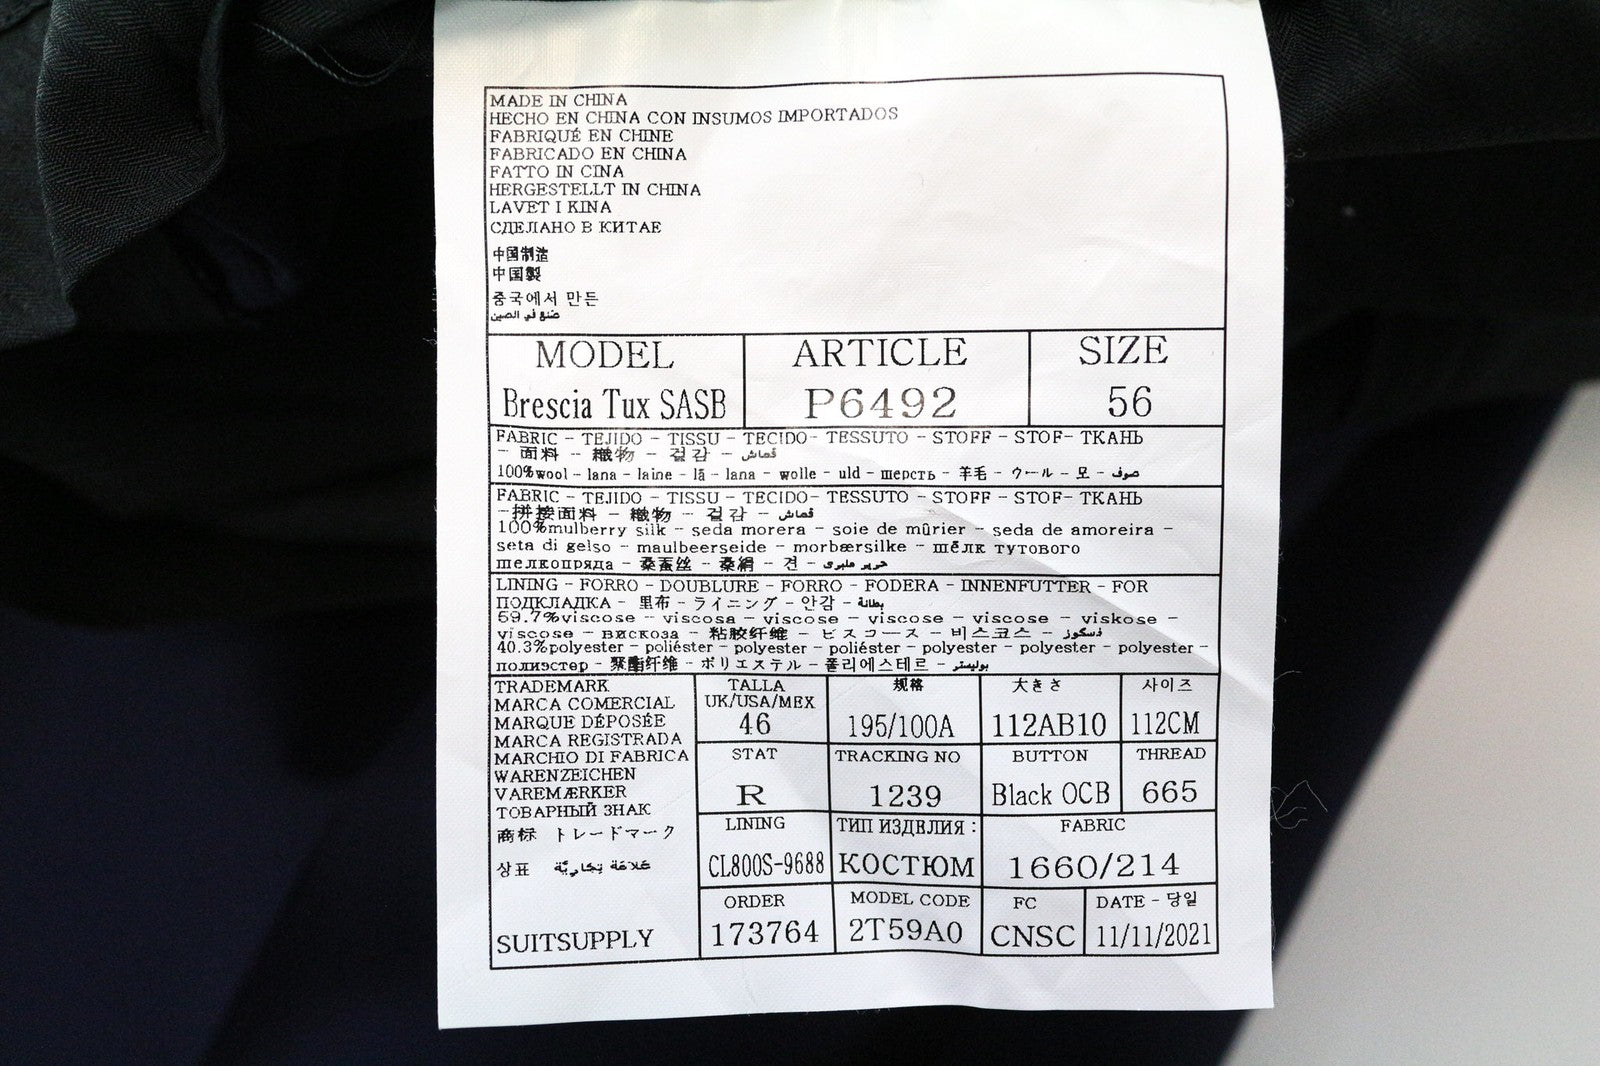 MADE IN CHINA
HECHO EN CHINA CON INSUMOS IMPORTADOS
FABRIQUÉ EN CHINE
FABRICADO EN CHINA
FATTO IN CINA
HERGESTELLT IN CHINA
LAVET I KINA
СДЕЛАНО В КИТАЕ
中国制造
中国製
중국에서 만든
صنع في الصين
MODEL ARTICLE SIZE
Brescia Tux SASB P6492 56
FABRIC - TEJIDO - TISSU - TECIDO- TESSUTO - STOFF - STOF- ТКАНЬ
- 面料 - 織物 - 겉감 - قماش
100%wool - lana - laine - lã - lana - wolle - uld - шерсть - 羊毛 - ウール - 모 - صوف
FABRIC - TEJIDO - TISSU - TECIDO- TESSUTO - STOFF - STOF- ТКАНЬ
-拼接面料 - 織物 - 겉감 - قماش
100%mulberry silk - seda morera - soie de mûrier - seda de amoreira -
seta di gelso - maulbeerseide - morbærsilke - шёлк тутового
шелкопряда - 桑蚕丝 - 桑絹 - 견 - حرير ملبري
LINING - FORRO - DOUBLURE - FORRO - FODERA - INNENFUTTER - FOR
ПОДКЛАДКА - 里布 - ライニング - 안감 - بطانة
59.7%viscose - viscosa - viscose - viscose - viscose - viskose -
viscose - вискоза - 粘胶纤维 - ビスコース - 비스코스 - فسكوز
40.3%polyester - poliéster - polyester - poliéster - polyester - polyester - polyester -
полиэстер - 聚酯纤维 - ポリエステル - 폴리에스테르 - بوليستر
TRADEMARK
MARCA COMERCIAL
MARQUE DÉPOSÉE
MARCA REGISTRADA
MARCHIO DI FABRICA
WARENZEICHEN
VAREMÆRKER
ТОВАРНЫЙ ЗНАК
商标 トレードマーク
상표 علامة تجاريّة
SUITSUPPLY
TALLA 规格 大きさ 사이즈
UK/USA/MEX
46 195/100A 112AB10 112CM
STAT TRACKING NO BUTTON THREAD
R 1239 Black OCB 665
LINING ТИП ИЗДЕЛИЯ : FABRIC
CL800S-9688 КОСТЮМ 1660/214
ORDER MODEL CODE FC DATE - 당일
173764 2T59A0 CNSC 11/11/2021